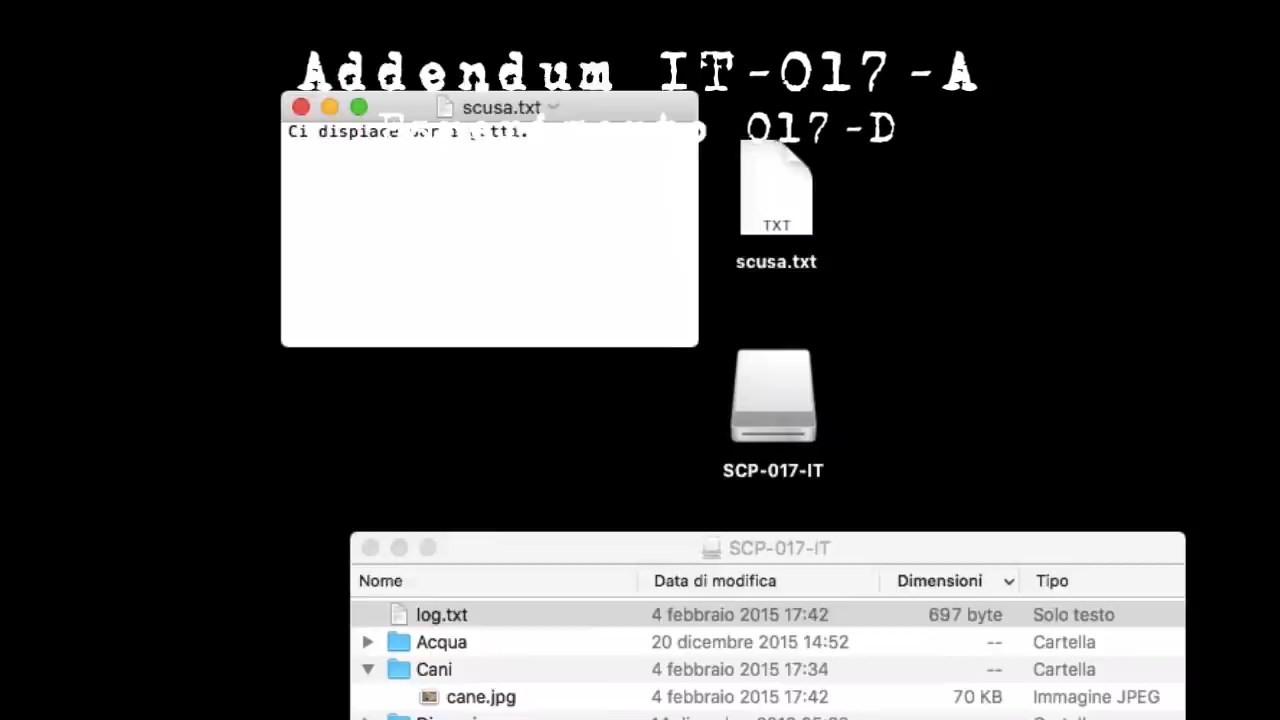 Addendum IT-017-A
scusa.txt
017-D
Ci dispiace per i
TXT
scusa.txt
SCP-017-IT
SCP-017-IT
Nome Data di modifica Dimensioni Tipo
log.txt 4 febbraio 2015 17:42 697 byte Solo testo
Acqua 20 dicembre 2015 14:52 -- Cartella
Cani 4 febbraio 2015 17:34 -- Cartella
cane.jpg 4 febbraio 2015 17:42 70 KB Immagine JPEG